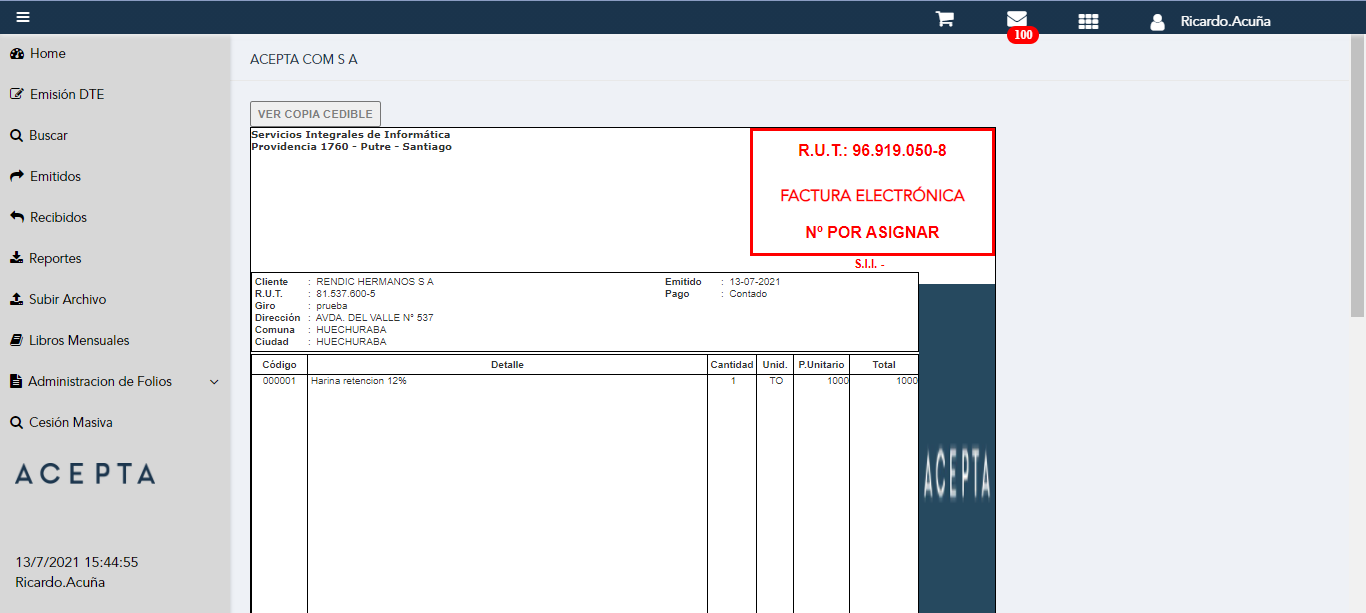 Ricardo.Acuña
100
Home
Emisión DTE
Buscar
Emitidos
Recibidos
Reportes
Subir Archivo
Libros Mensuales
Administracion de Folios
Cesión Masiva
ACEPTA
13/7/2021 15:44:55
Ricardo.Acuña
ACEPTA COM S A
VER COPIA CEDIBLE
Servicios Integrales de Informática
Providencia 1760 - Putre - Santiago
R.U.T.: 96.919.050-8
FACTURA ELECTRÓNICA
Nº POR ASIGNAR
S.I.I. -
Cliente : RENDIC HERMANOS S A Emitido : 13-07-2021
R.U.T. : 81.537.600-5 Pago : Contado
Giro : prueba
Dirección : AVDA. DEL VALLE N° 537
Comuna : HUECHURABA
Ciudad : HUECHURABA
Código Detalle Cantidad Unid. P.Unitario Total
000001 Harina retencion 12% 1 TO 1000 1000
ACEPTA